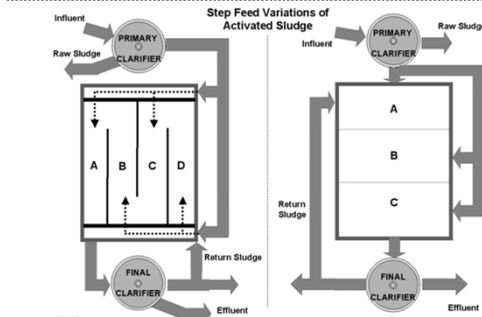 Step Feed Variations of
Activated Sludge
Influent
PRIMARY
CLARIFIER
Raw Sludge
A B C D
Return Sludge
FINAL
CLARIFIER
Effluent
Influent
PRIMARY
CLARIFIER
Raw Sludge
A
B
C
Return
Sludge
FINAL
CLARIFIER
Effluent